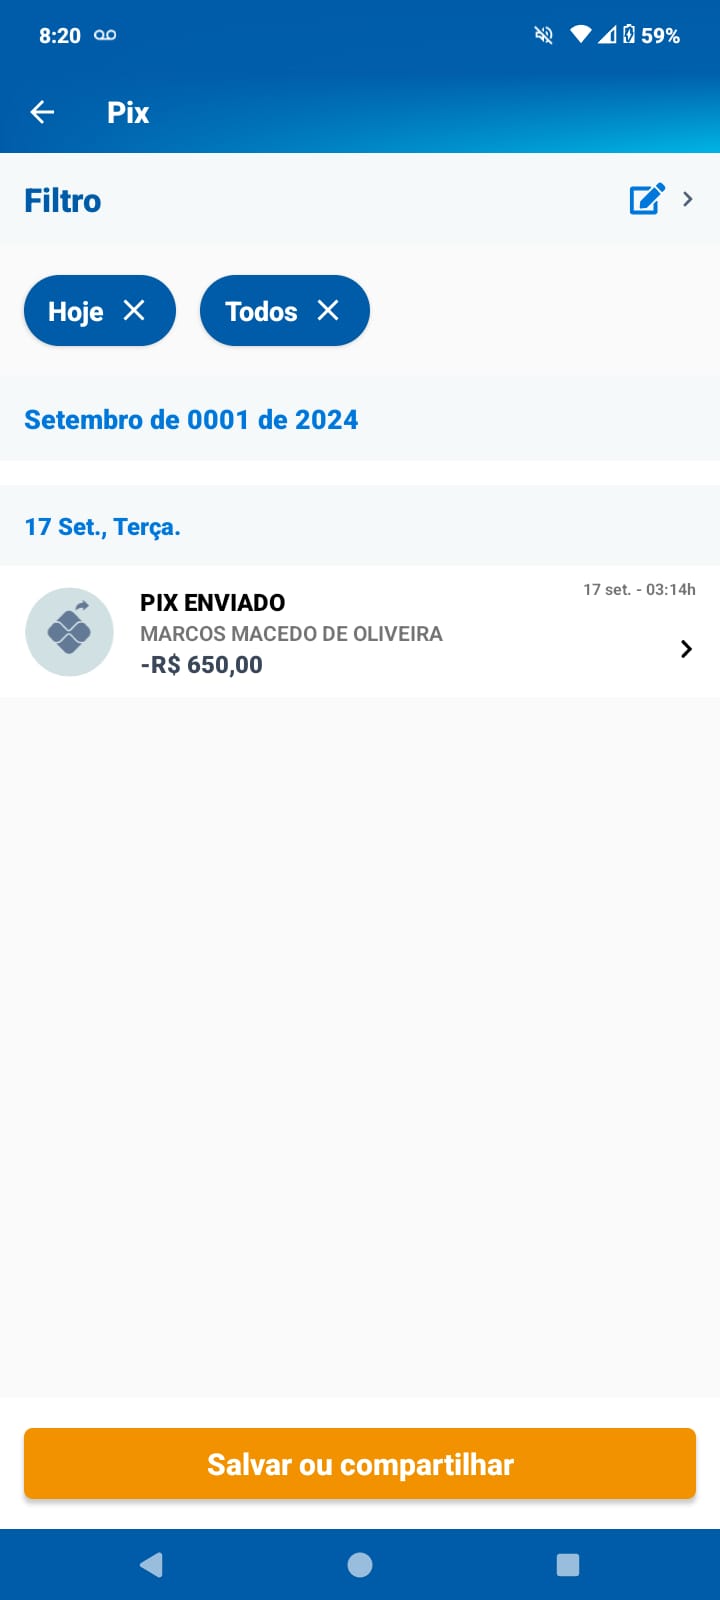 8:20
59%
Pix
Filtro
Hoje
Todos
Setembro de 0001 de 2024
17 Set., Terça.
17 set. - 03:14h
PIX ENVIADO
MARCOS MACEDO DE OLIVEIRA
-R$ 650,00
Salvar ou compartilhar